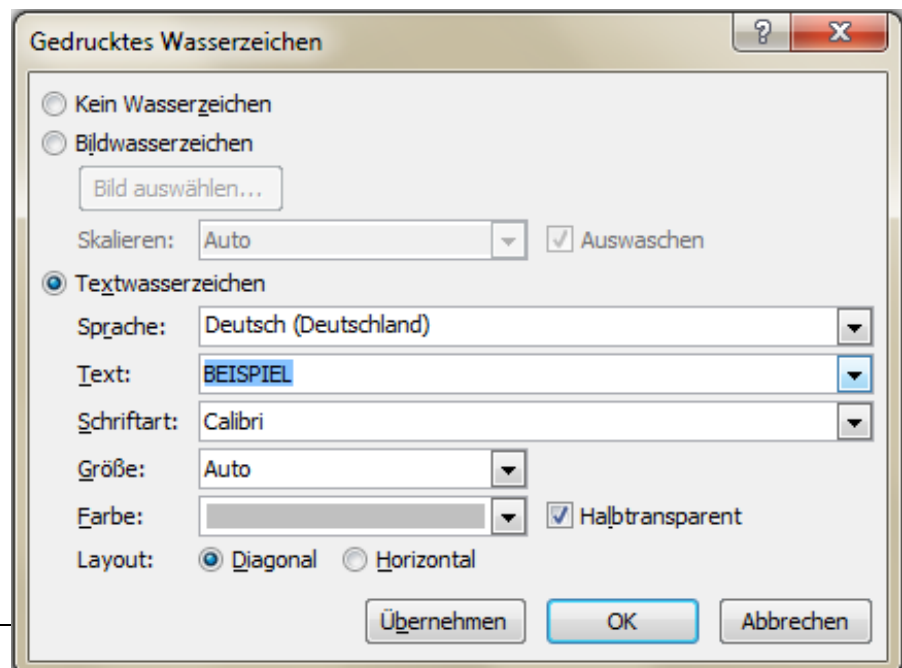 Gedrucktes Wasserzeichen
Kein Wasserzeichen
Bildwasserzeichen
Bild auswählen...
Skalieren: Auto Auswaschen
Textwasserzeichen
Sprache: Deutsch (Deutschland)
Text: BEISPIEL
Schriftart: Calibri
Größe: Auto
Farbe: Halbtransparent
Layout: Diagonal Horizontal
Übernehmen OK Abbrechen